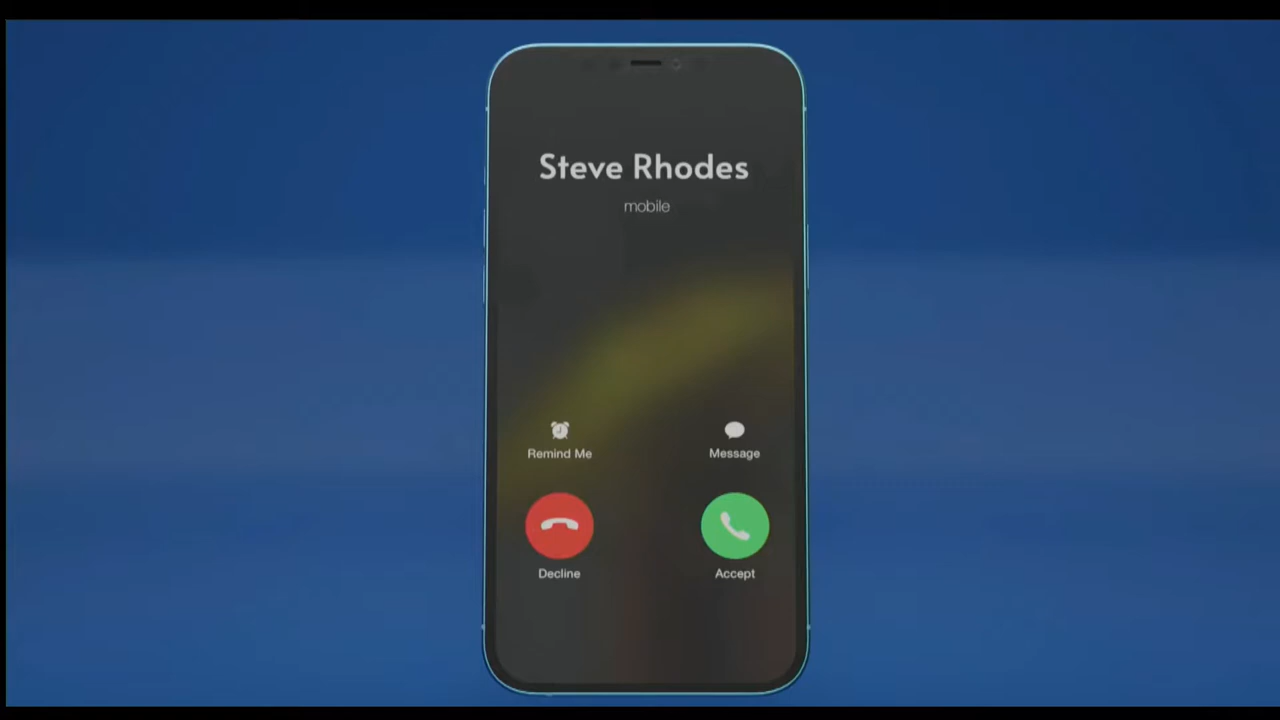 Steve Rhodes
mobile
Remind Me
Message
Decline
Accept